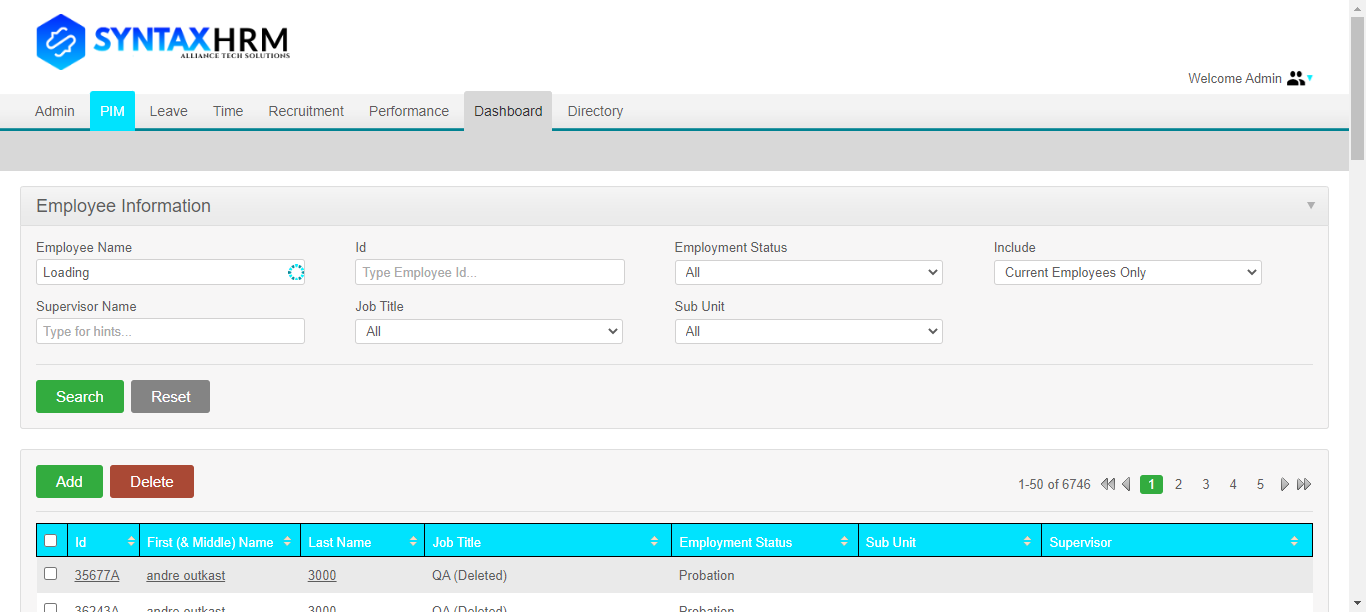 SYNTAXHRM
ALLIANCE TECH SOLUTIONS
Welcome Admin
Admin PIM Leave Time Recruitment Performance Dashboard Directory
Employee Information
Employee Name Id Employment Status Include
Loading Type Employee Id... All Current Employees Only
Supervisor Name Job Title Sub Unit
Type for hints... All All
Search Reset
Add Delete 1-50 of 6746 1 2 3 4 5
Id First (& Middle) Name Last Name Job Title Employment Status Sub Unit Supervisor
35677A andre outkast 3000 QA (Deleted) Probation
36243A andre outkast 3000 QA (Deleted) Probation